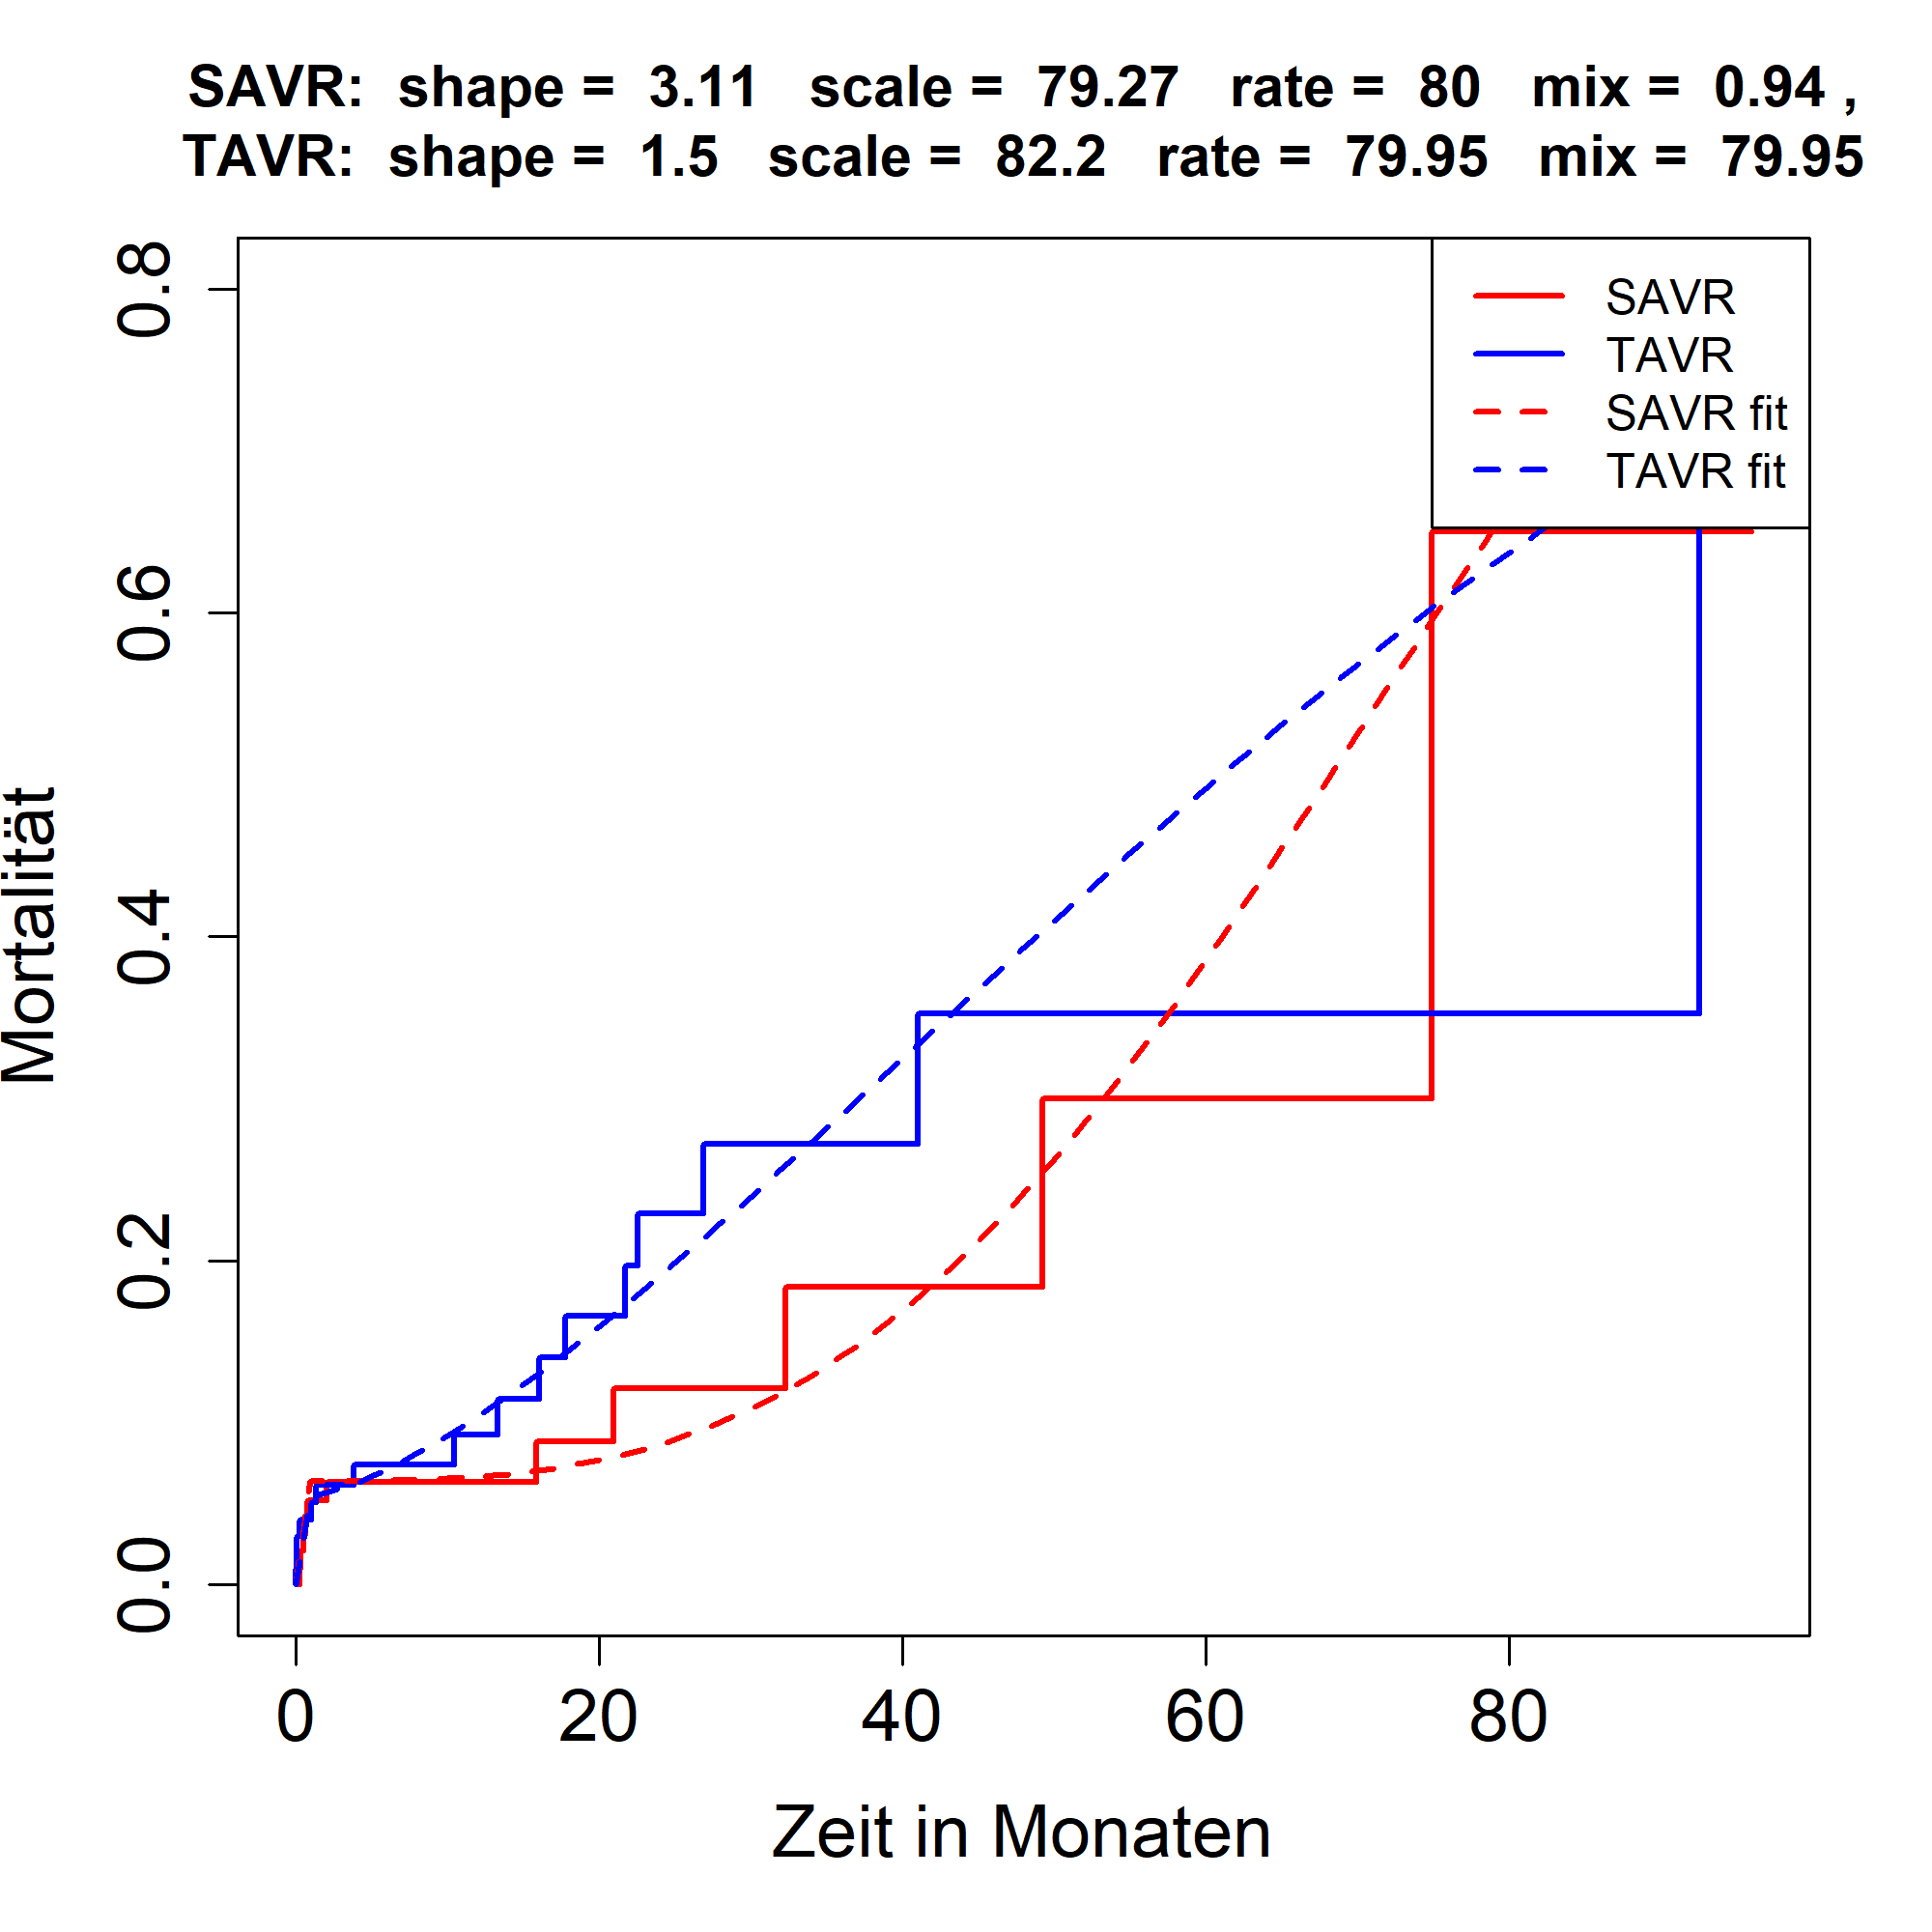 SAVR: shape = 3.11 scale = 79.27 rate = 80 mix = 0.94 ,
TAVR: shape = 1.5 scale = 82.2 rate = 79.95 mix = 79.95
SAVR
TAVR
SAVR fit
TAVR fit
Mortalität
0.8
0.6
0.4
0.2
0.0
0 20 40 60 80
Zeit in Monaten